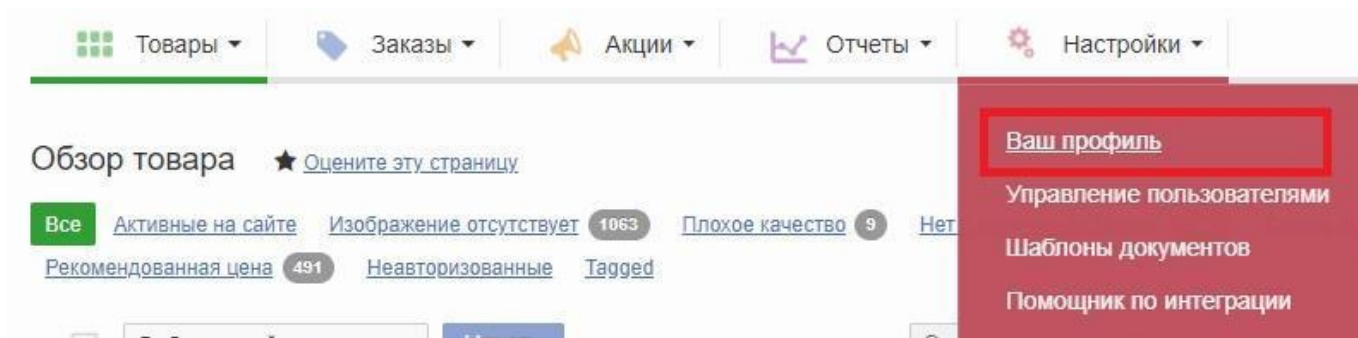 Товары Заказы Акции Отчеты Настройки
Обзор товара Оцените эту страницу
Ваш профиль
Управление пользователями
Все Активные на сайте Изображение отсутствует 1063 Плохое качество 9 Нет
Шаблоны документов
Рекомендованная цена 491 Неавторизованные Tagged
Помощник по интеграции